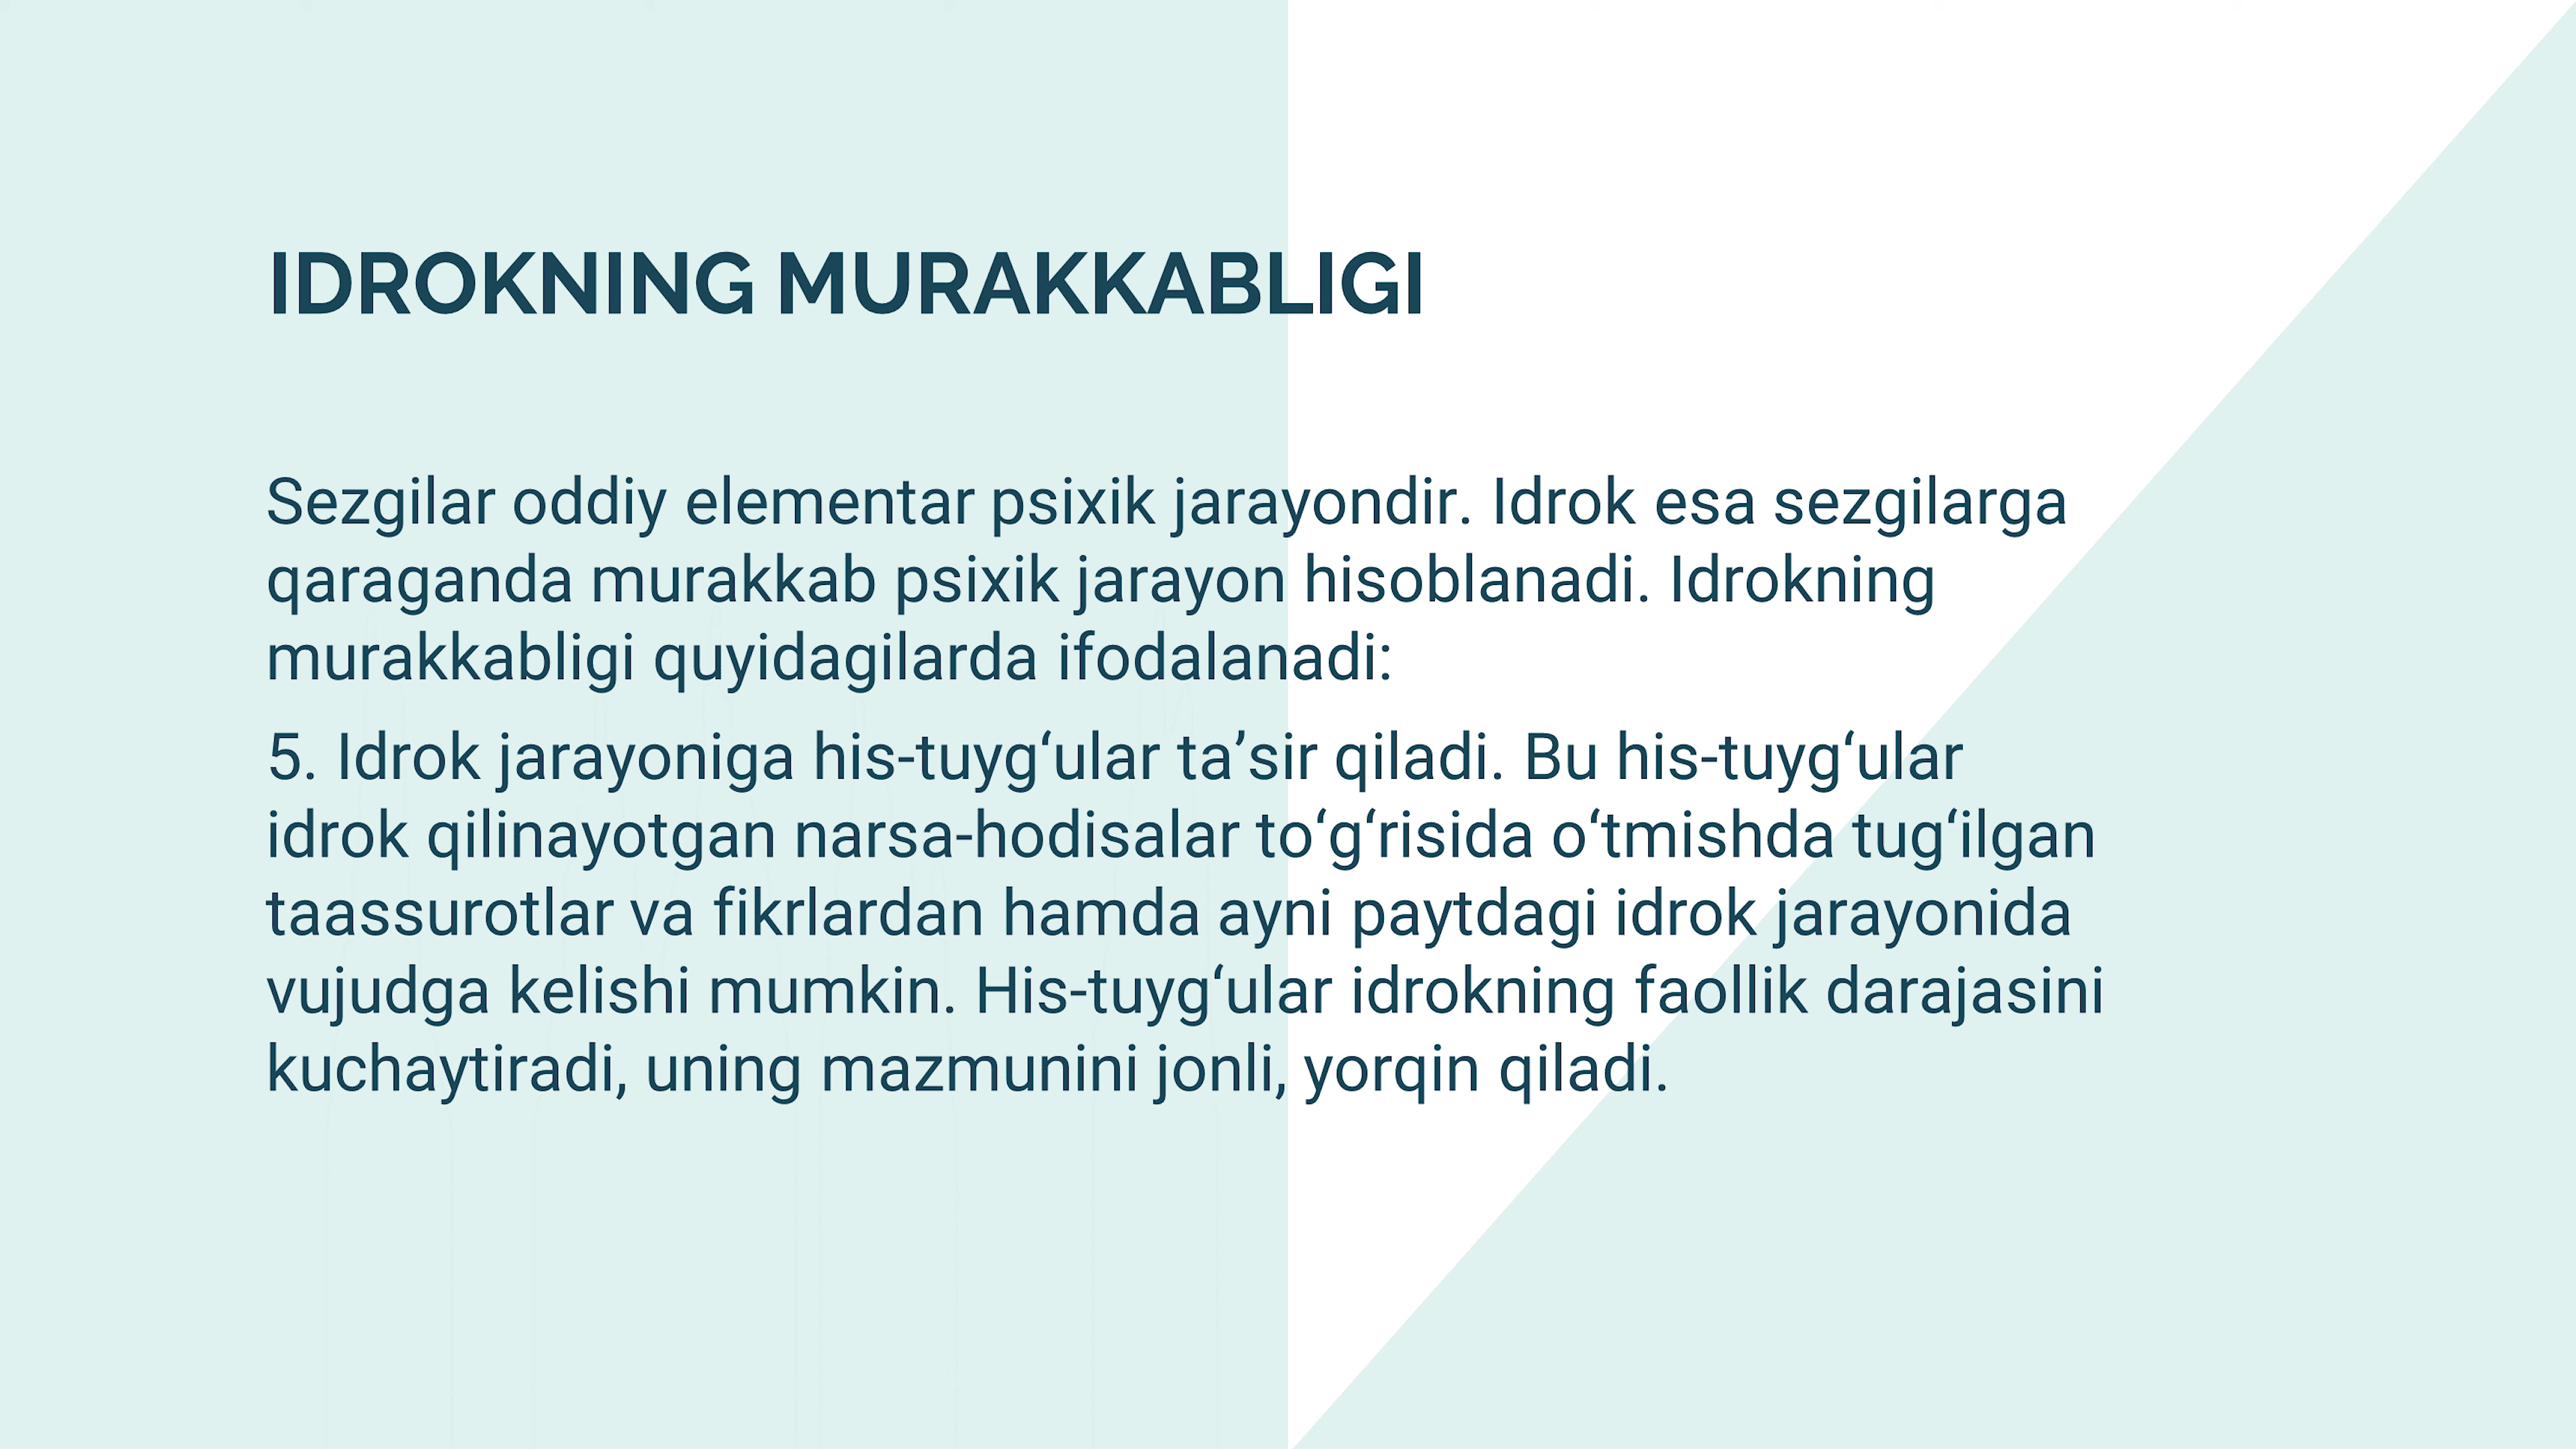 IDROKNING MURAKKABLIGI
Sezgilar oddiy elementar psixik jarayondir. Idrok esa sezgilarga
qaraganda murakkab psixik jarayon hisoblanadi. Idrokning
murakkabligi quyidagilarda ifodalanadi:
5. Idrok jarayoniga his-tuyg‘ular ta’sir qiladi. Bu his-tuyg‘ular
idrok qilinayotgan narsa-hodisalar to‘g‘risida o‘tmishda tug‘ilgan
taassurotlar va fikrlardan hamda ayni paytdagi idrok jarayonida
vujudga kelishi mumkin. His-tuyg‘ular idrokning faollik darajasini
kuchaytiradi, uning mazmunini jonli, yorqin qiladi.